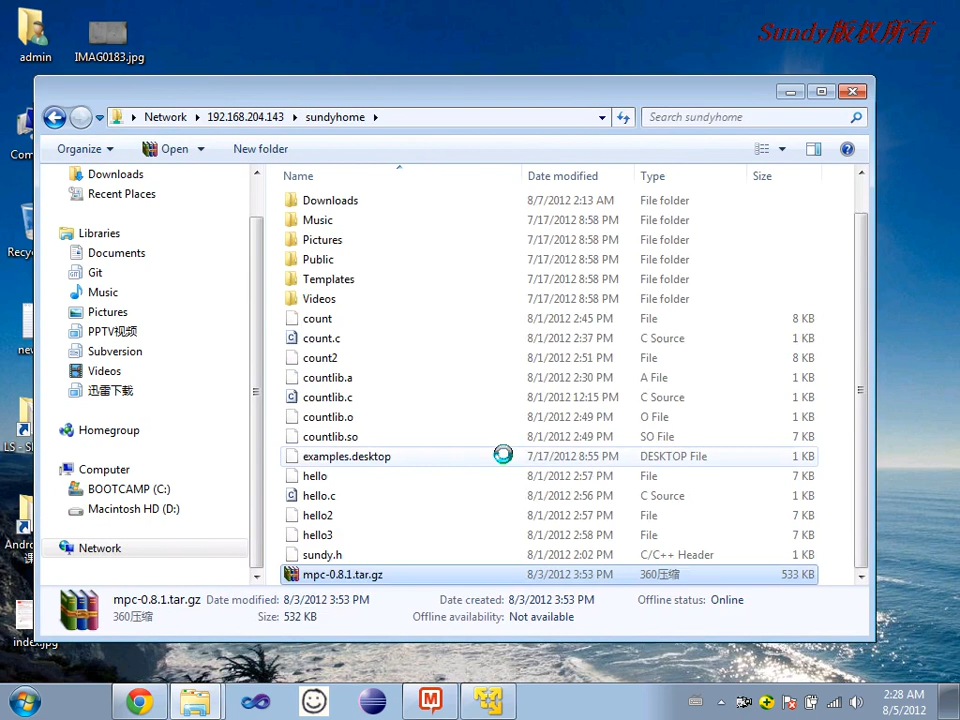 Sundy版权所有
admin
IMAG0183.jpg
Network
192.168.204.143
sundyhome
Search sundyhome
Organize
Open
New folder
Name
Date modified
Type
Size
Downloads
Recent Places
Libraries
Documents
Git
Music
Pictures
PPTV视频
Subversion
Videos
迅雷下载
Homegroup
Computer
BOOTCAMP (C:)
Macintosh HD (D:)
Network
Downloads 8/7/2012 2:13 AM File folder
Music 7/17/2012 8:58 PM File folder
Pictures 7/17/2012 8:58 PM File folder
Public 7/17/2012 8:58 PM File folder
Templates 7/17/2012 8:58 PM File folder
Videos 7/17/2012 8:58 PM File folder
count 8/1/2012 2:45 PM File 8 KB
count.c 8/1/2012 2:37 PM C Source 1 KB
count2 8/1/2012 2:51 PM File 8 KB
countlib.a 8/1/2012 2:30 PM A File 1 KB
countlib.c 8/1/2012 12:15 PM C Source 1 KB
countlib.o 8/1/2012 2:49 PM O File 1 KB
countlib.so 8/1/2012 2:49 PM SO File 7 KB
examples.desktop 7/17/2012 8:55 PM DESKTOP File 1 KB
hello 8/1/2012 2:57 PM File 7 KB
hello.c 8/1/2012 2:56 PM C Source 1 KB
hello2 8/1/2012 2:57 PM File 7 KB
hello3 8/1/2012 2:58 PM File 7 KB
sundy.h 8/1/2012 2:02 PM C/C++ Header 1 KB
mpc-0.8.1.tar.gz 8/3/2012 3:53 PM 360压缩 533 KB
mpc-0.8.1.tar.gz Date modified: 8/3/2012 3:53 PM Date created: 8/3/2012 3:53 PM Offline status: Online
360压缩 Size: 532 KB Offline availability: Not available
Com
Recy
new
LS - S
Andro
index.jpg
2:28 AM
8/5/2012